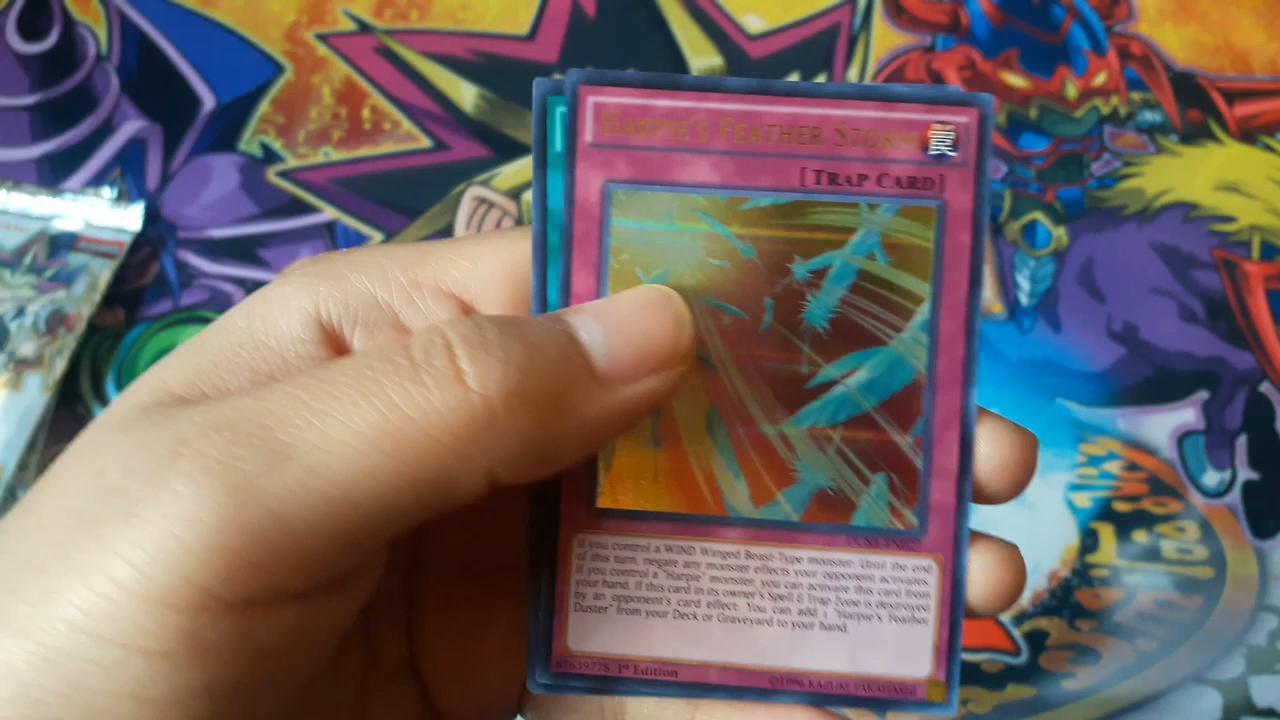 HARPIE'S FEATHER STORM
[TRAP CARD]
If you control a WIND Winged Beast-Type monster: Until the end
of this turn, negate any monster effects your opponent activates.
If you control a "Harpie" monster, you can activate this card from
your hand. If this card in its owner's Spell & Trap Zone is destroyed
by an opponent's card effect: You can add 1 "Harpie's Feather
Duster" from your Deck or Graveyard to your hand.
67639778 1st Edition
©1996 KAZUKI TAKAHASHI